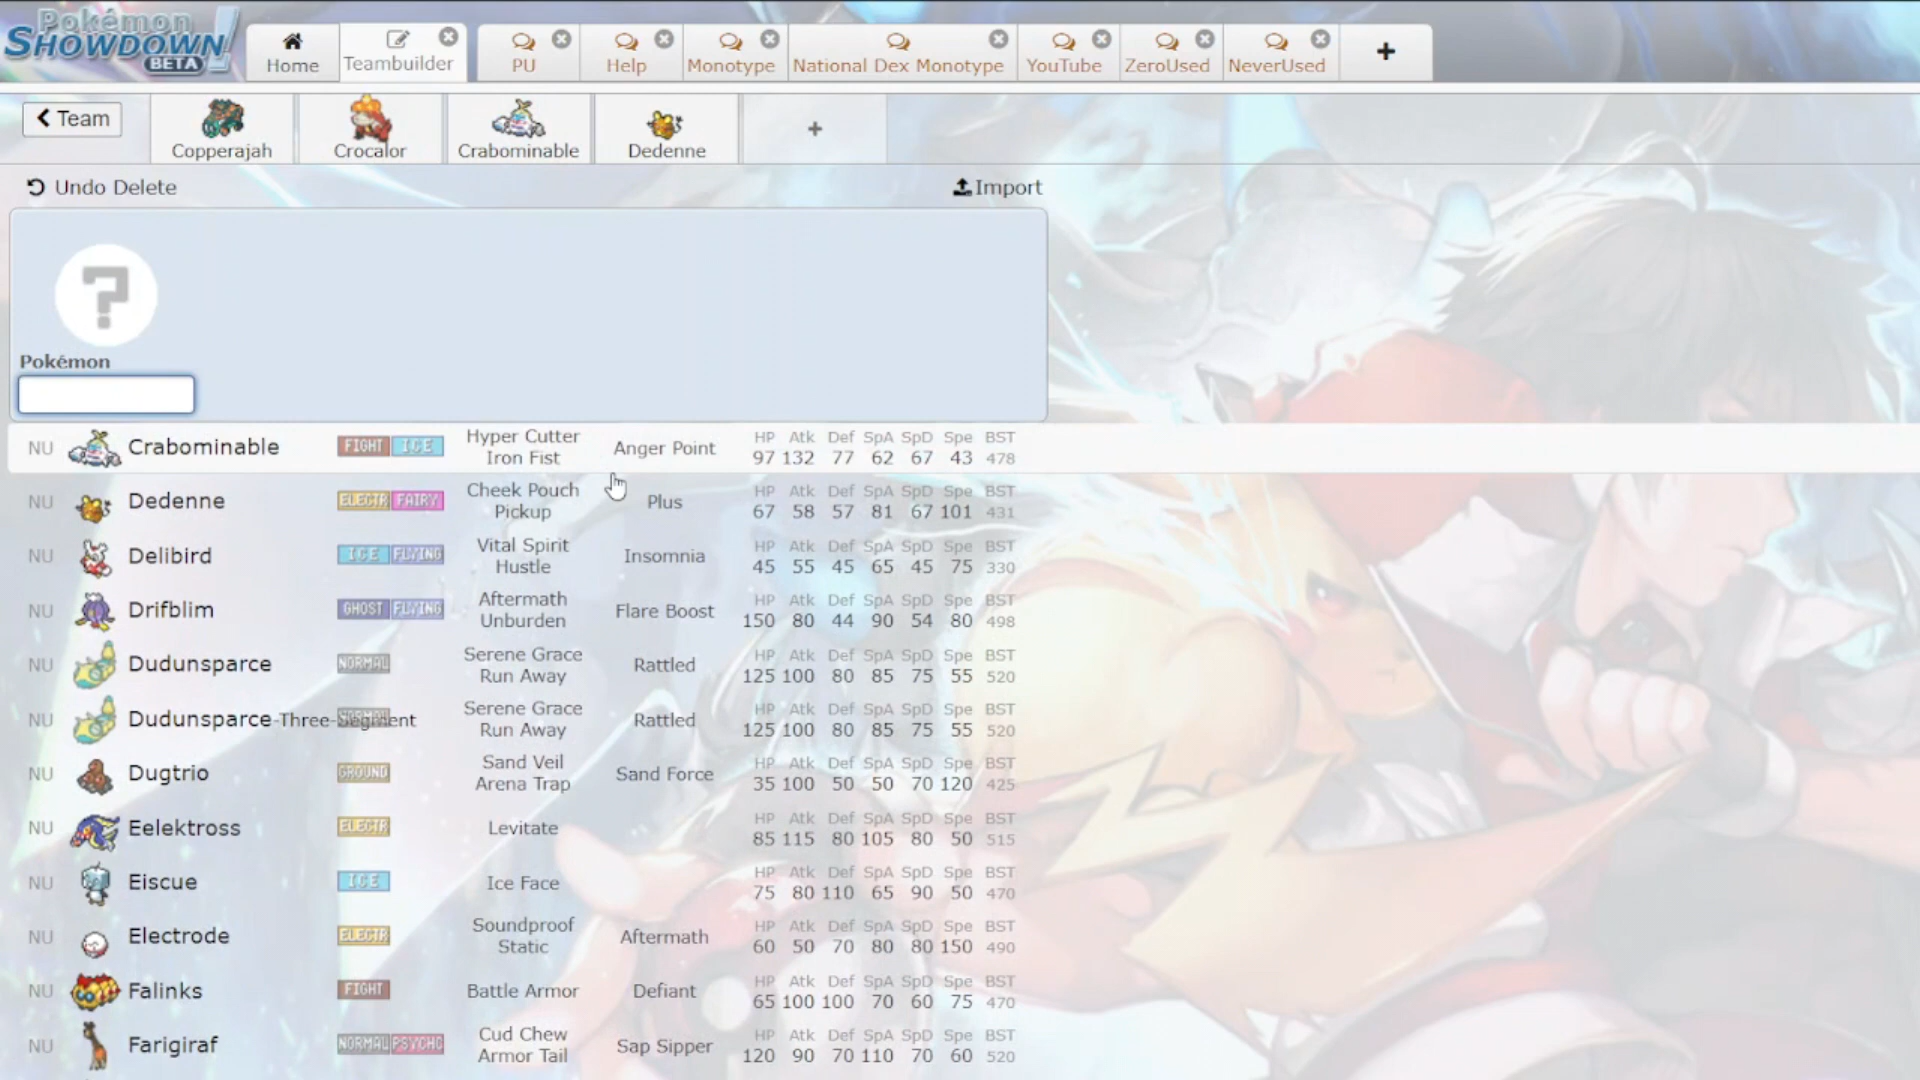 Pokémon
SHOWDOWN!
BETA
Home
Teambuilder
PU
Help
Monotype
National Dex Monotype
YouTube
ZeroUsed
NeverUsed
+
Team
Copperajah
Crocalor
Crabominable
Dedenne
+
Undo Delete
Import
?
Pokémon
NU Crabominable FIGHT ICE Hyper Cutter Iron Fist Anger Point HP 97 Atk 132 Def 77 SpA 62 SpD 67 Spe 43 BST 478
NU Dedenne ELECTR FAIRY Cheek Pouch Pickup Plus HP 67 Atk 58 Def 57 SpA 81 SpD 67 Spe 101 BST 431
NU Delibird ICE FLYING Vital Spirit Hustle Insomnia HP 45 Atk 55 Def 45 SpA 65 SpD 45 Spe 75 BST 330
NU Drifblim GHOST FLYING Aftermath Unburden Flare Boost HP 150 Atk 80 Def 44 SpA 90 SpD 54 Spe 80 BST 498
NU Dudunsparce NORMAL Serene Grace Run Away Rattled HP 125 Atk 100 Def 80 SpA 85 SpD 75 Spe 55 BST 520
NU Dudunsparce-Three-Segment NORMAL Serene Grace Run Away Rattled HP 125 Atk 100 Def 80 SpA 85 SpD 75 Spe 55 BST 520
NU Dugtrio GROUND Sand Veil Arena Trap Sand Force HP 35 Atk 100 Def 50 SpA 50 SpD 70 Spe 120 BST 425
NU Eelektross ELECTR Levitate HP 85 Atk 115 Def 80 SpA 105 SpD 80 Spe 50 BST 515
NU Eiscue ICE Ice Face HP 75 Atk 80 Def 110 SpA 65 SpD 90 Spe 50 BST 470
NU Electrode ELECTR Soundproof Static Aftermath HP 60 Atk 50 Def 70 SpA 80 SpD 80 Spe 150 BST 490
NU Falinks FIGHT Battle Armor Defiant HP 65 Atk 100 Def 100 SpA 70 SpD 60 Spe 75 BST 470
NU Farigiraf NORMAL PSYCHC Cud Chew Armor Tail Sap Sipper HP 120 Atk 90 Def 70 SpA 110 SpD 70 Spe 60 BST 520